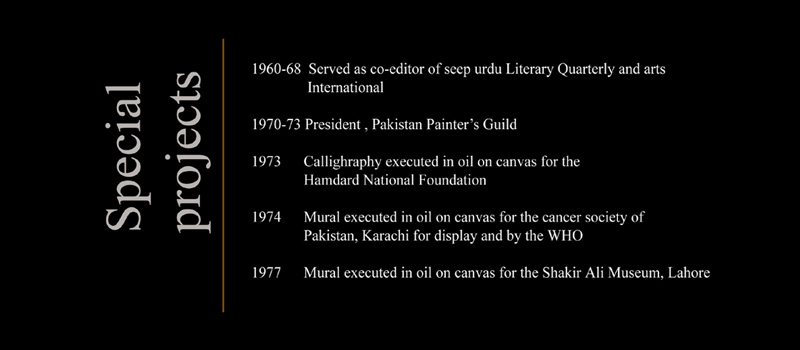 Special
projects
1960-68 Served as co-editor of seep urdu Literary Quarterly and arts
International
1970-73 President , Pakistan Painter's Guild
1973 Callighraphy executed in oil on canvas for the
Hamdard National Foundation
1974 Mural executed in oil on canvas for the cancer society of
Pakistan, Karachi for display and by the WHO
1977 Mural executed in oil on canvas for the Shakir Ali Museum, Lahore